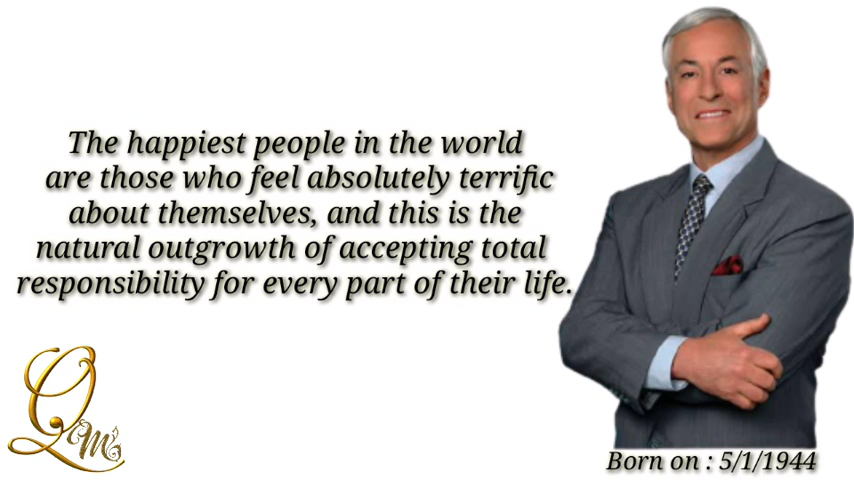 The happiest people in the world
are those who feel absolutely terrific
about themselves, and this is the
natural outgrowth of accepting total
responsibility for every part of their life.
Born on : 5/1/1944